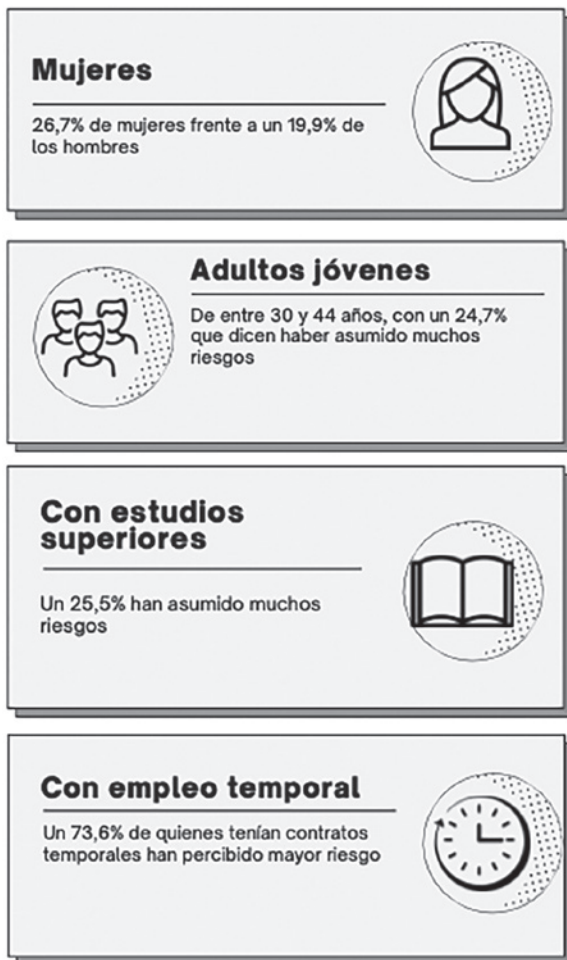 Mujeres
26,7% de mujeres frente a un 19,9% de
los hombres
Adultos jóvenes
De entre 30 y 44 años, con un 24,7%
que dicen haber asumido muchos
riesgos
Con estudios
superiores
Un 25,5% han asumido muchos
riesgos
Con empleo temporal
Un 73,6% de quienes tenían contratos
temporales han percibido mayor riesgo